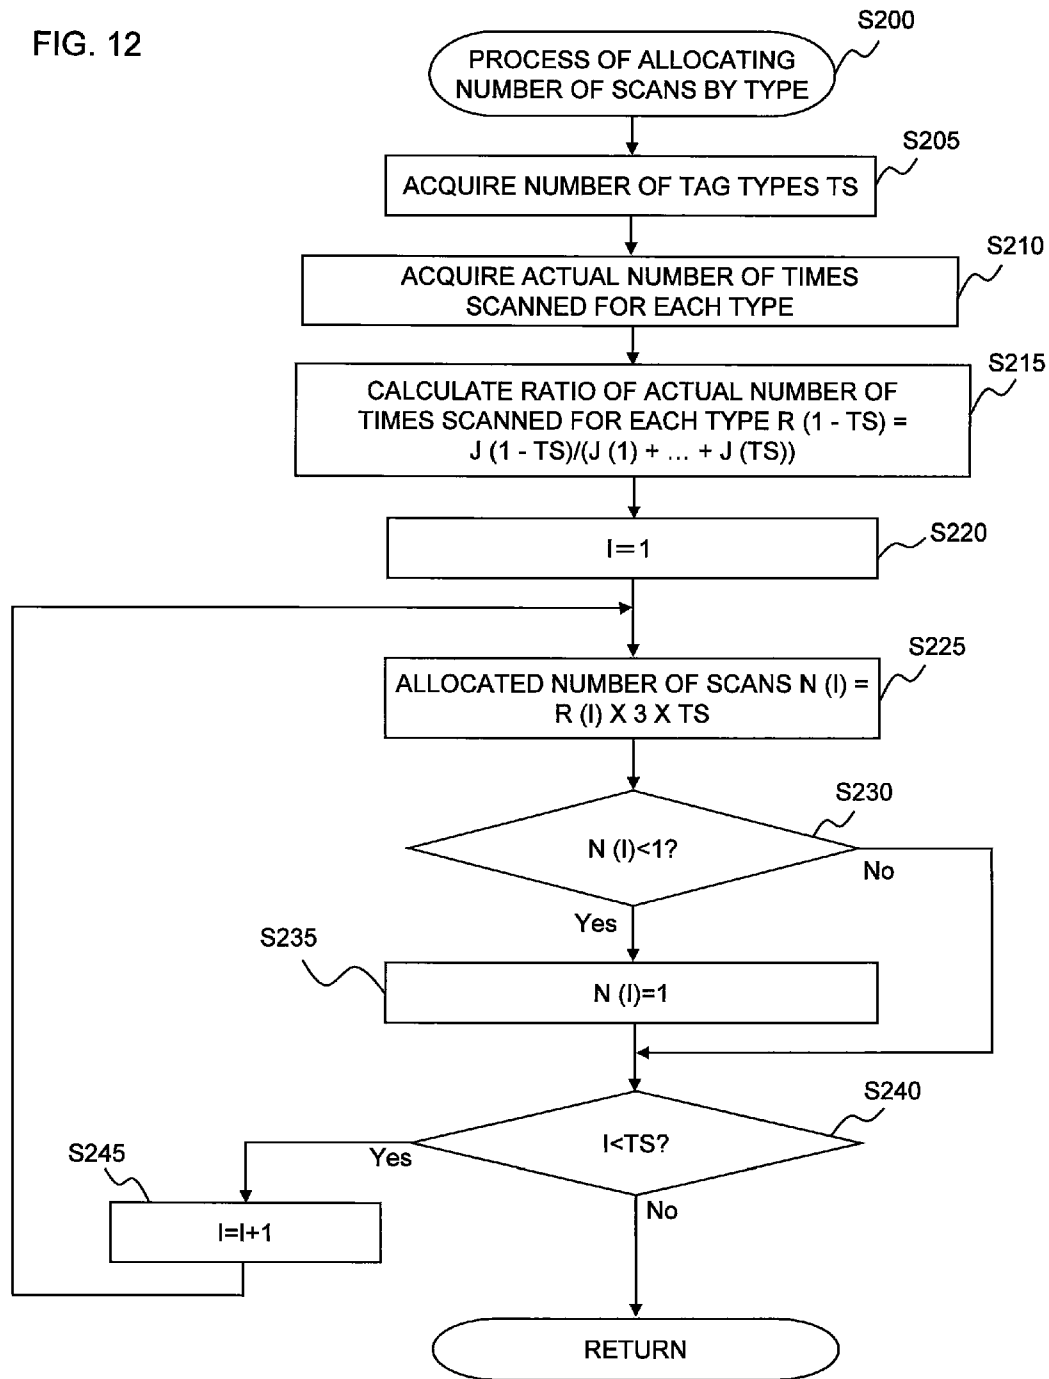 FIG. 12
S200
PROCESS OF ALLOCATING
NUMBER OF SCANS BY TYPE
S205
ACQUIRE NUMBER OF TAG TYPES TS
S210
ACQUIRE ACTUAL NUMBER OF TIMES
SCANNED FOR EACH TYPE
S215
CALCULATE RATIO OF ACTUAL NUMBER OF
TIMES SCANNED FOR EACH TYPE R (1 - TS) =
J (1 - TS)/(J (1) + ... + J (TS))
S220
I=1
S225
ALLOCATED NUMBER OF SCANS N (I) =
R (I) X 3 X TS
S230
N (I)<1?
No
Yes
S235
N (I)=1
S240
I<TS?
Yes
No
S245
I=I+1
RETURN